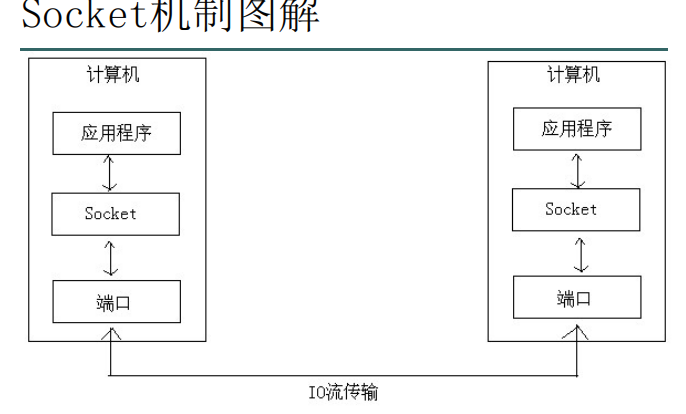 Socket机制图解
计算机
应用程序
Socket
端口
计算机
应用程序
Socket
端口
IO流传输